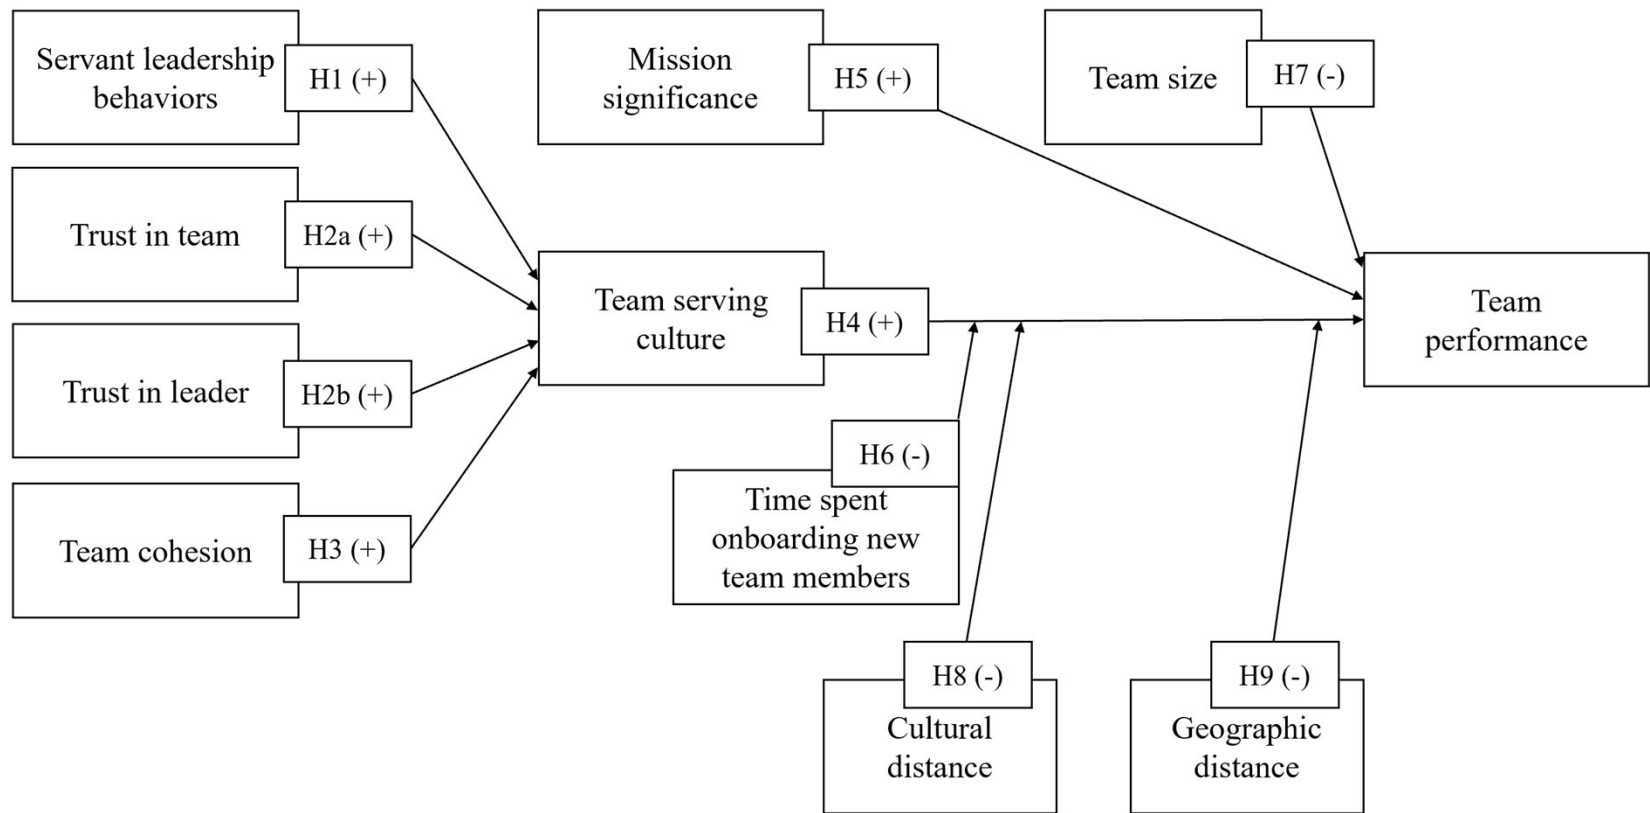 Servant leadership
behaviors
H1 (+)
Mission
significance
H5 (+)
Team size
H7 (-)
Trust in team
H2a (+)
Team serving
culture
H4 (+)
Team
performance
Trust in leader
H2b (+)
H6 (-)
Time spent
onboarding new
team members
Team cohesion
H3 (+)
H8 (-)
Cultural
distance
H9 (-)
Geographic
distance